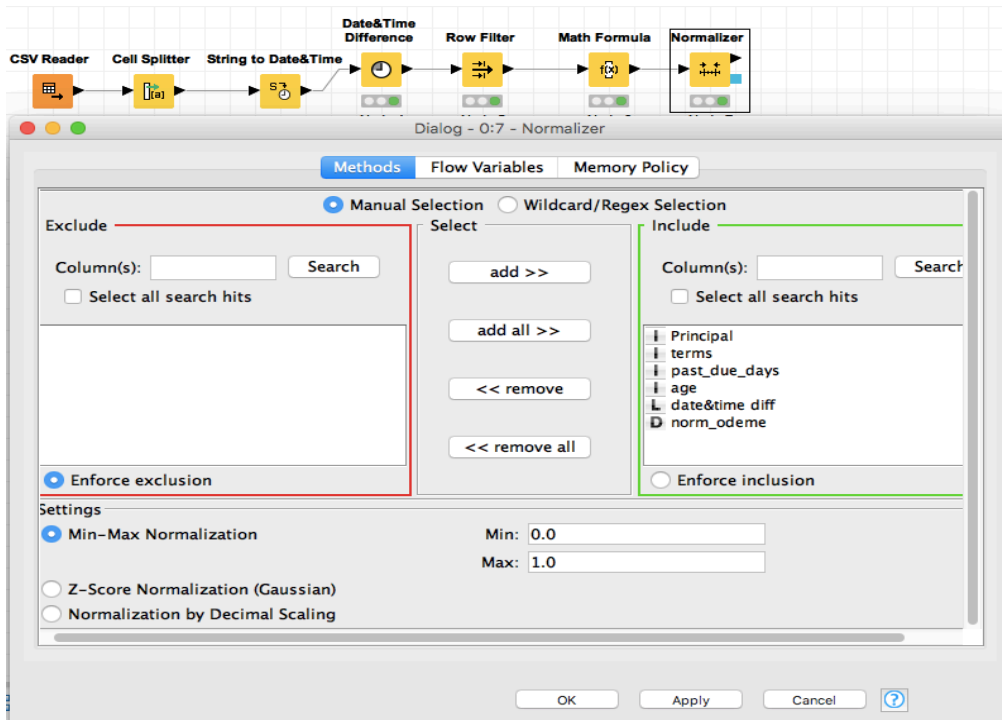 Date&Time
Difference
Row Filter
Math Formula
Normalizer
CSV Reader
Cell Splitter
String to Date&Time
[a]
S?
f(x)
Dialog - 0:7 - Normalizer
Methods
Flow Variables
Memory Policy
Manual Selection
Wildcard/Regex Selection
Exclude
Select
Include
Column(s):
Search
add >>
Column(s):
Search
Select all search hits
Select all search hits
add all >>
I Principal
I terms
I past_due_days
<< remove
I age
L date&time diff
D norm_odeme
<< remove all
Enforce exclusion
Enforce inclusion
Settings
Min-Max Normalization
Min: 0.0
Max: 1.0
Z-Score Normalization (Gaussian)
Normalization by Decimal Scaling
OK
Apply
Cancel
?